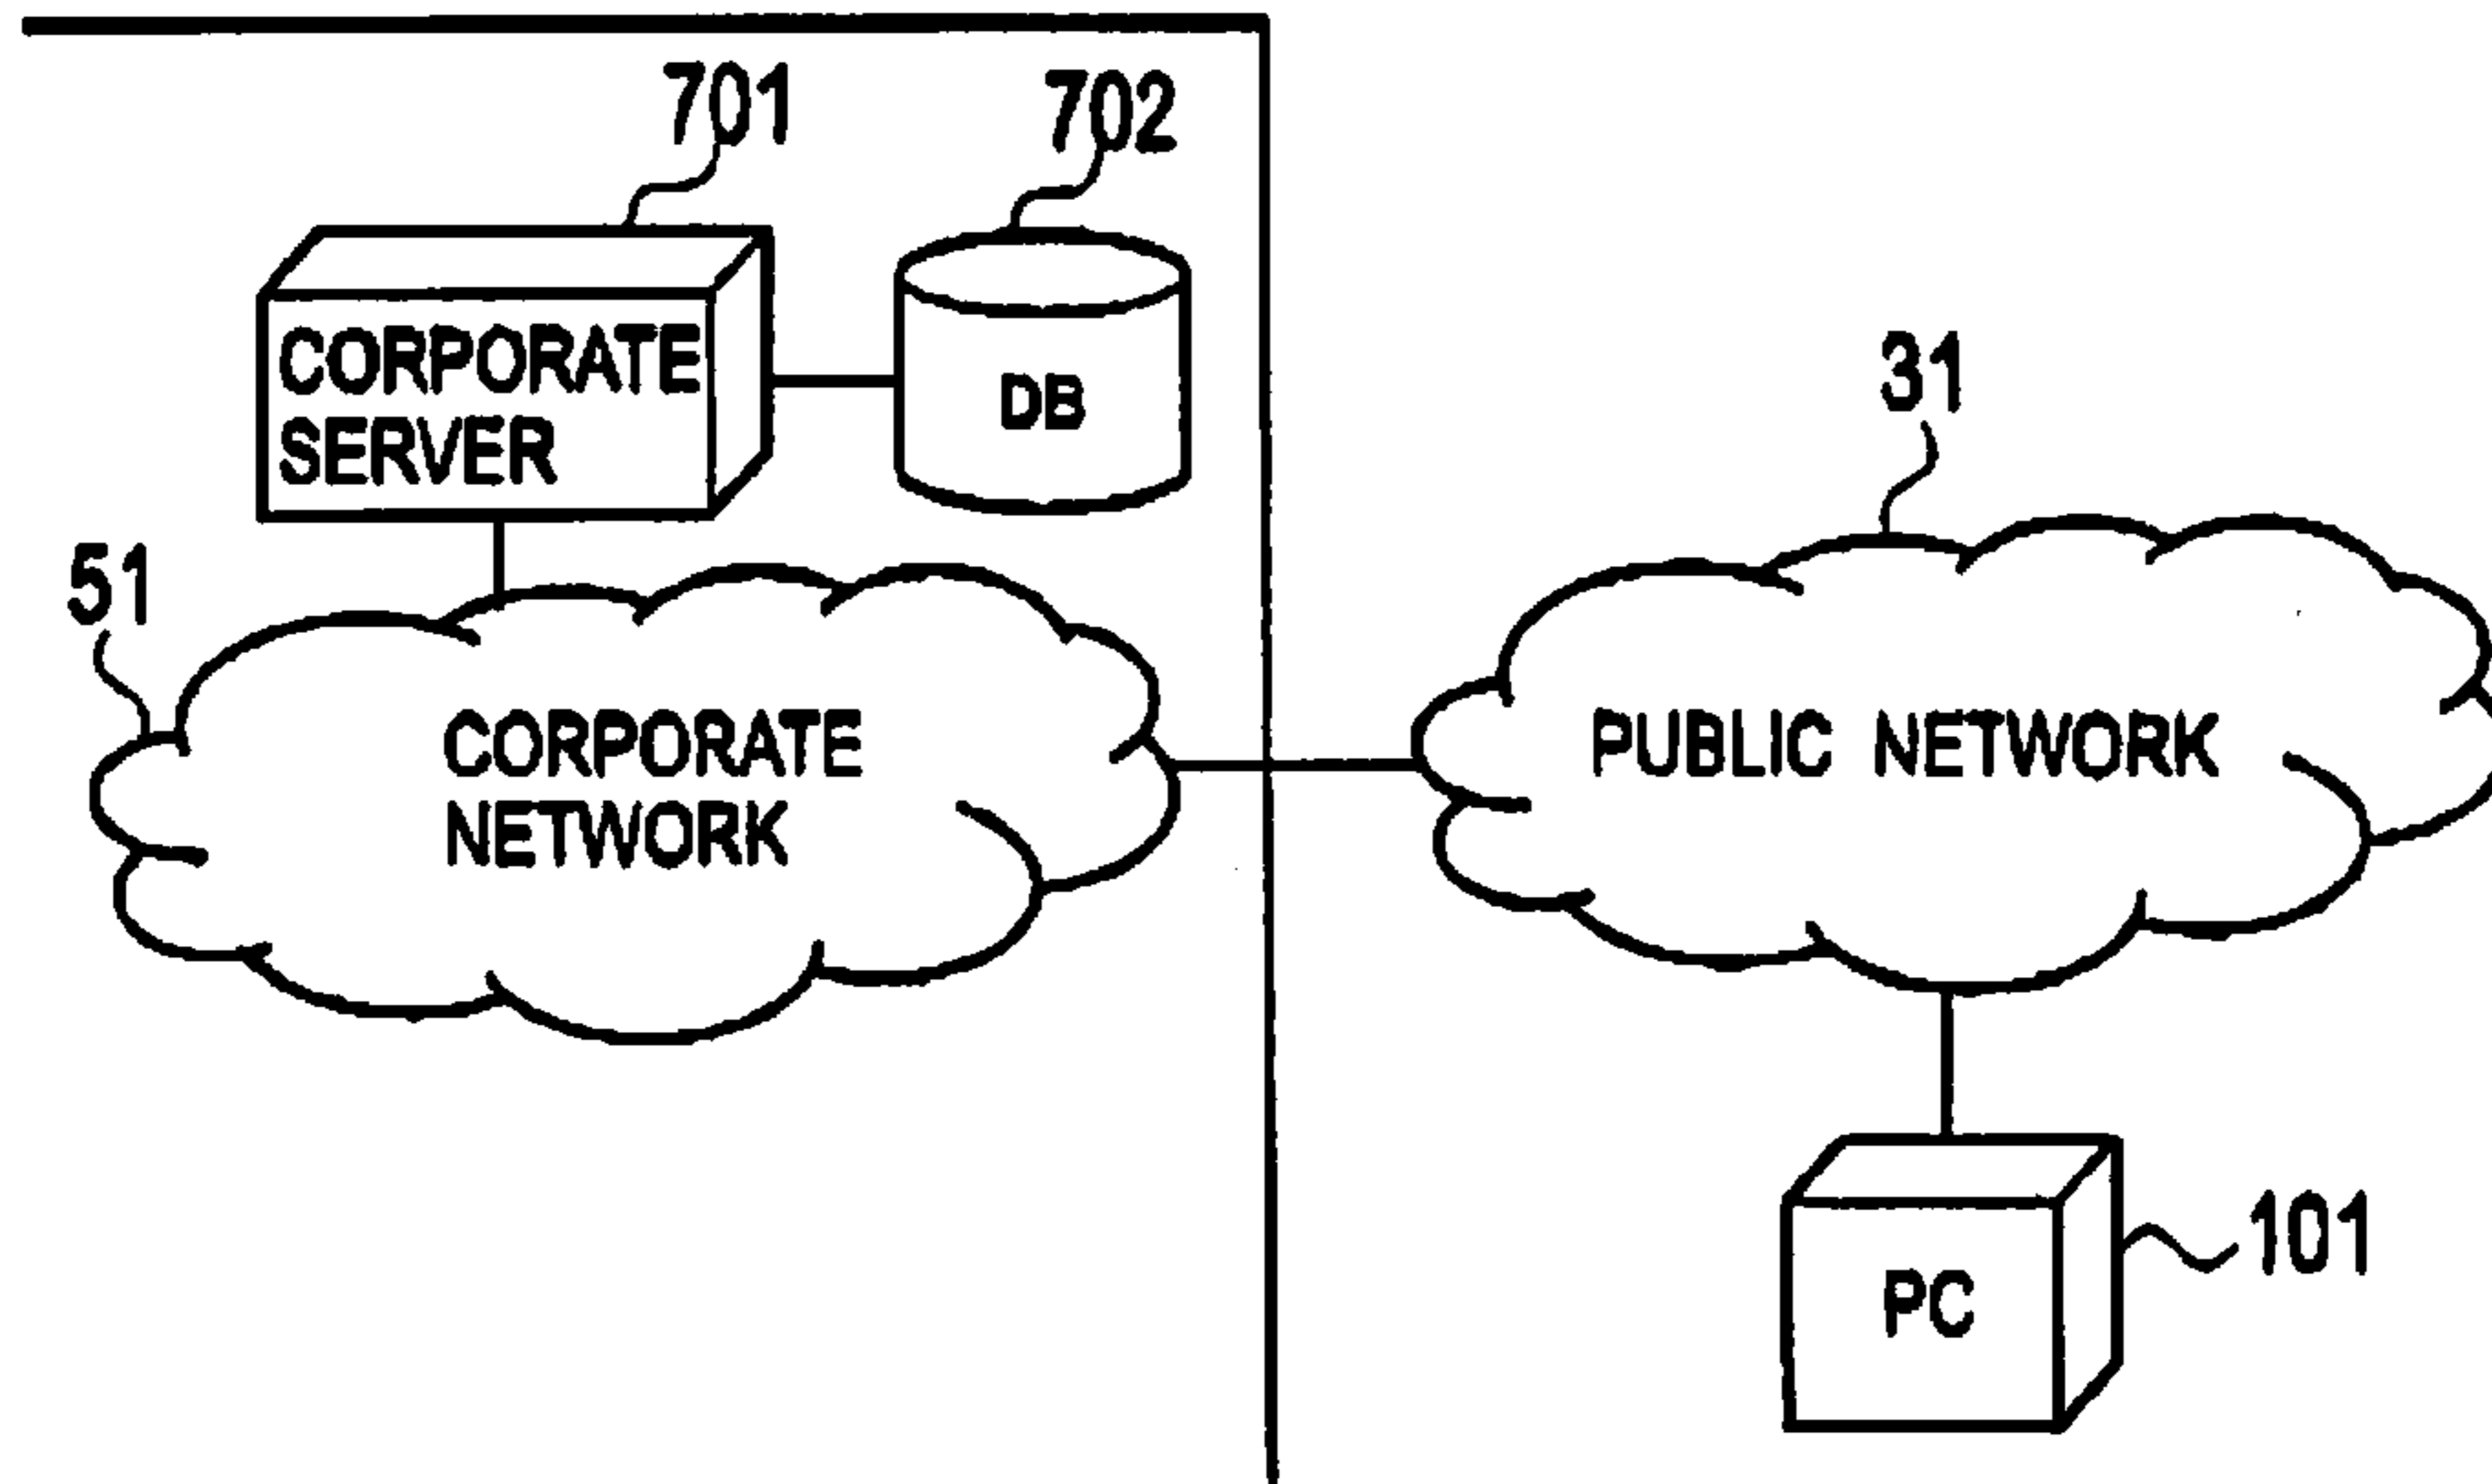 701
702
CORPORATE
SERVER
DB
31
51
CORPORATE
NETWORK
PUBLIC NETWORK
PC
101